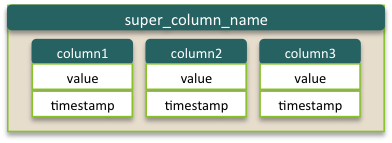 super_column_name
column1 column2 column3
value value value
timestamp timestamp timestamp